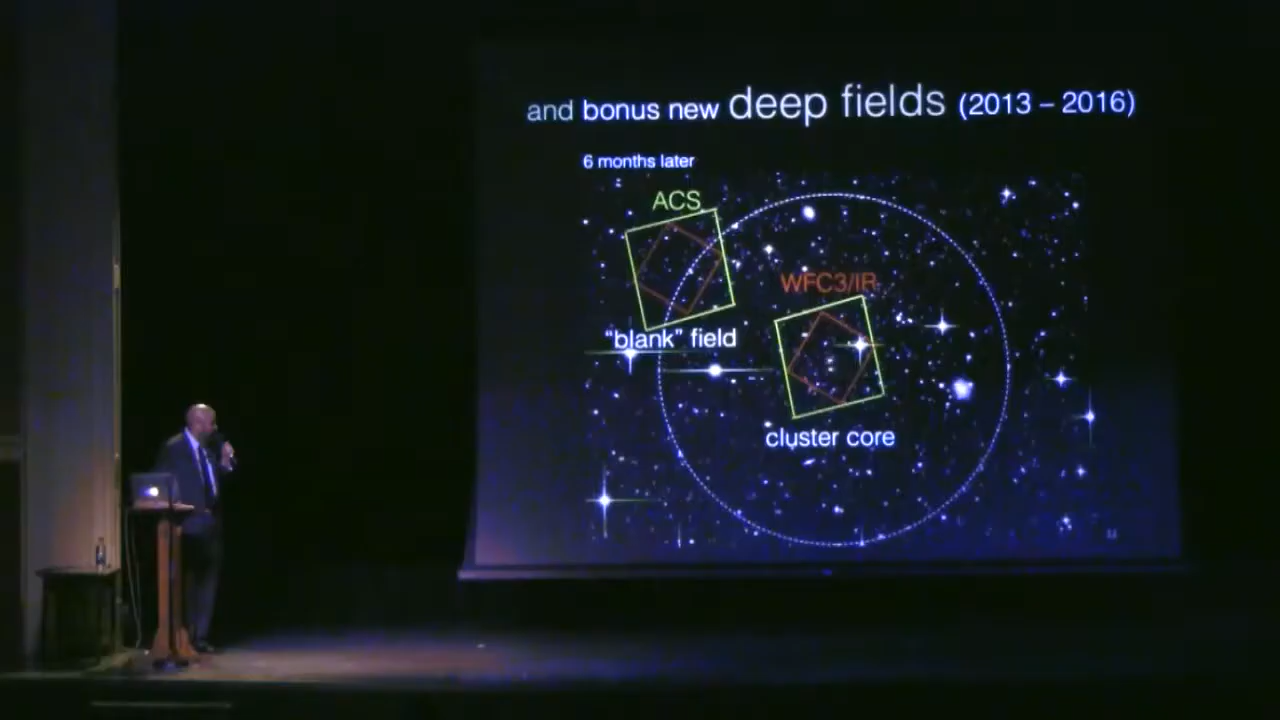 and bonus new deep fields (2013 – 2016)
6 months later
ACS
WFC3/IR
“blank” field
cluster core